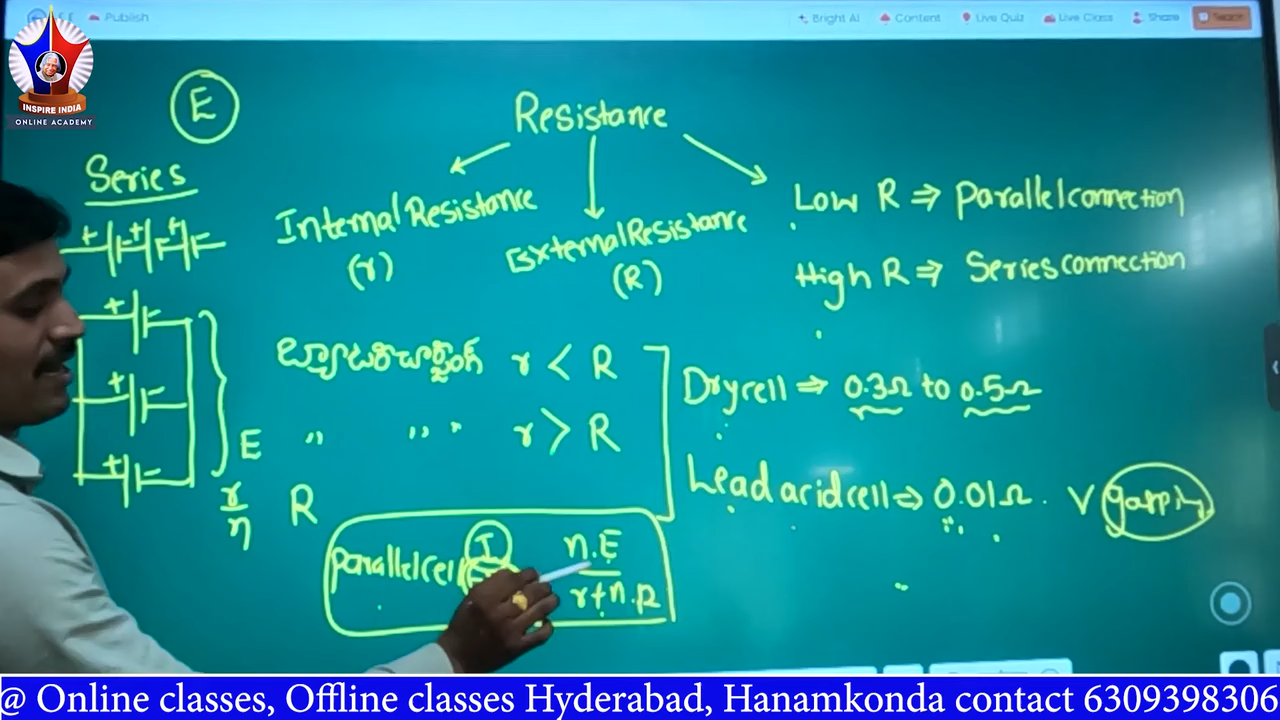 Publish
Bright AI
Content
Live Quiz
Live Class
Share
INSPIRE INDIA
ONLINE ACADEMY
E
Resistance
Series
Internal Resistance
(r)
External Resistance
(R)
Low R ⇒ parallel connection
High R ⇒ Series connection
+ + +
+
+
+
E
r/n
R
r < R
" " " r > R
Dry cell ⇒ 0.3Ω to 0.5Ω
Lead acid cell ⇒ 0.01Ω. V
parallel cell I
n.E
r+n.R
@ Online classes, Offline classes Hyderabad, Hanamkonda contact 6309398306